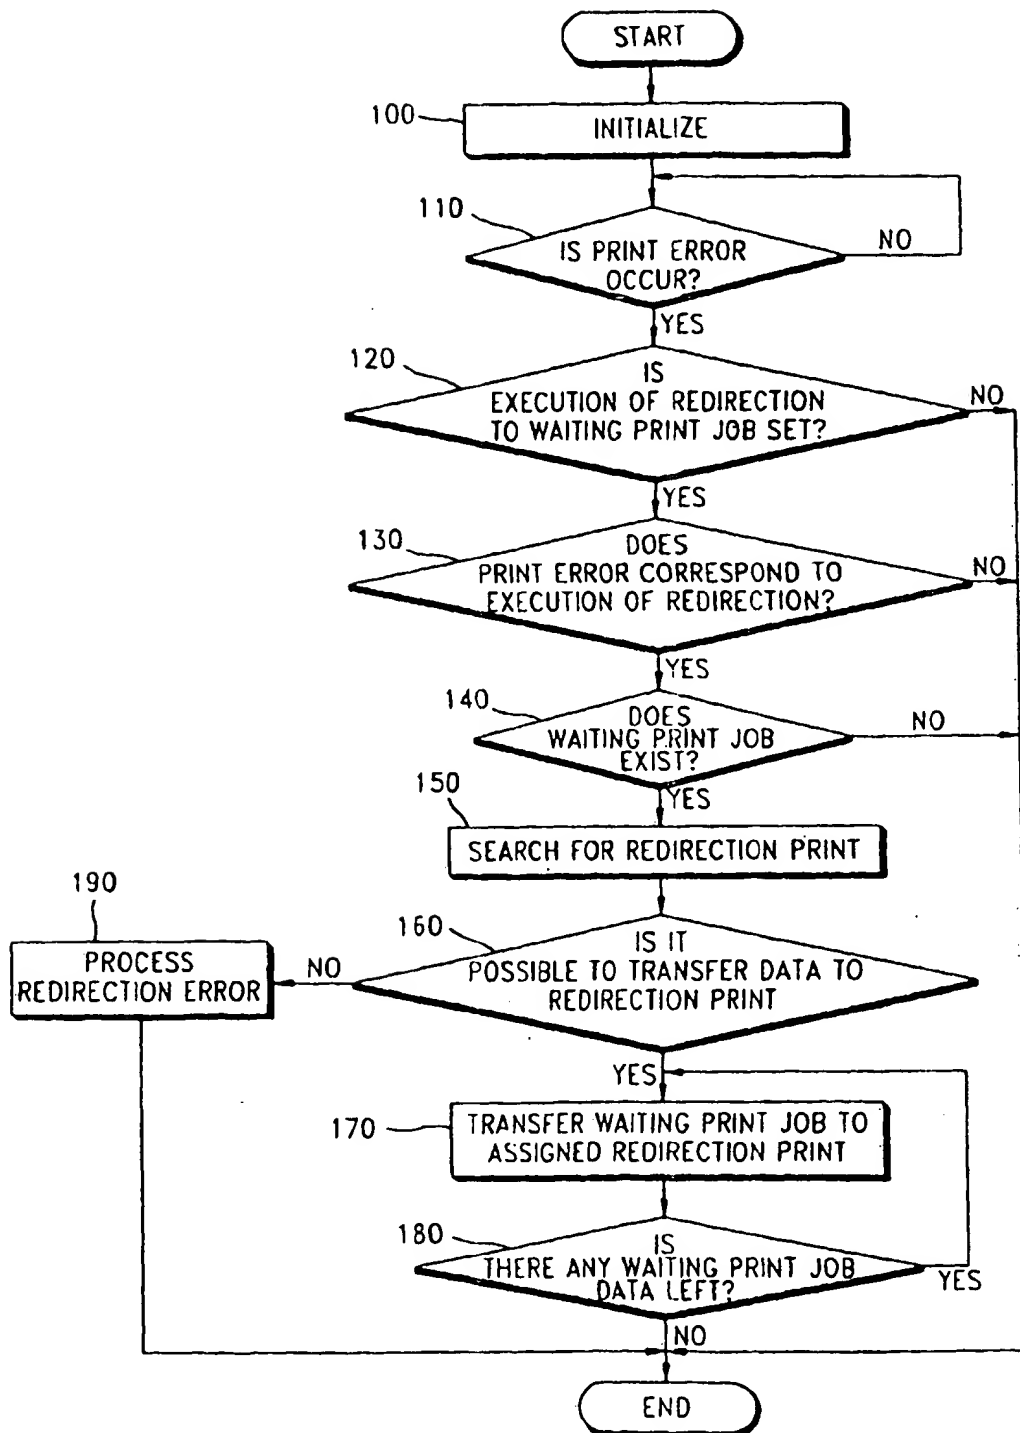 START
100
INITIALIZE
110
IS PRINT ERROR
OCCUR?
NO
YES
120
IS
EXECUTION OF REDIRECTION
TO WAITING PRINT JOB SET?
NO
YES
130
DOES
PRINT ERROR CORRESPOND TO
EXECUTION OF REDIRECTION?
NO
YES
140
DOES
WAITING PRINT JOB
EXIST?
NO
YES
150
SEARCH FOR REDIRECTION PRINT
190
PROCESS
REDIRECTION ERROR
NO
160
IS IT
POSSIBLE TO TRANSFER DATA TO
REDIRECTION PRINT
YES
170
TRANSFER WAITING PRINT JOB TO
ASSIGNED REDIRECTION PRINT
180
IS
THERE ANY WAITING PRINT JOB
DATA LEFT?
YES
NO
END